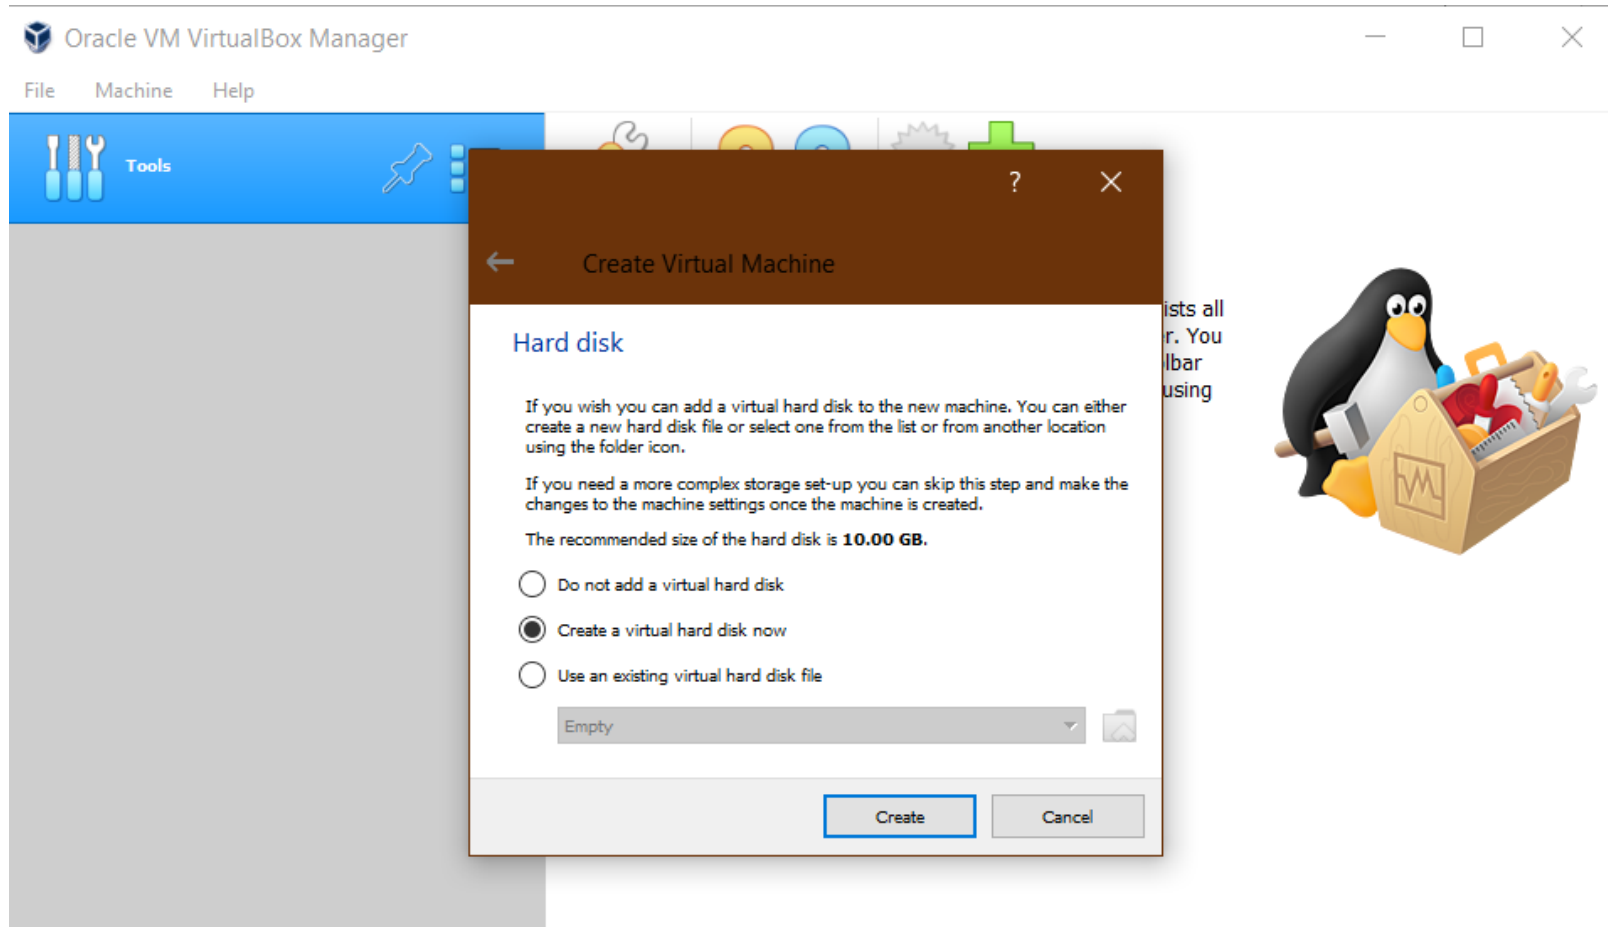 Oracle VM VirtualBox Manager
File Machine Help
Tools
?
Create Virtual Machine
ists all
r. You
lbar
using
Hard disk
If you wish you can add a virtual hard disk to the new machine. You can either
create a new hard disk file or select one from the list or from another location
using the folder icon.
If you need a more complex storage set-up you can skip this step and make the
changes to the machine settings once the machine is created.
The recommended size of the hard disk is 10.00 GB.
Do not add a virtual hard disk
Create a virtual hard disk now
Use an existing virtual hard disk file
Empty
Create Cancel